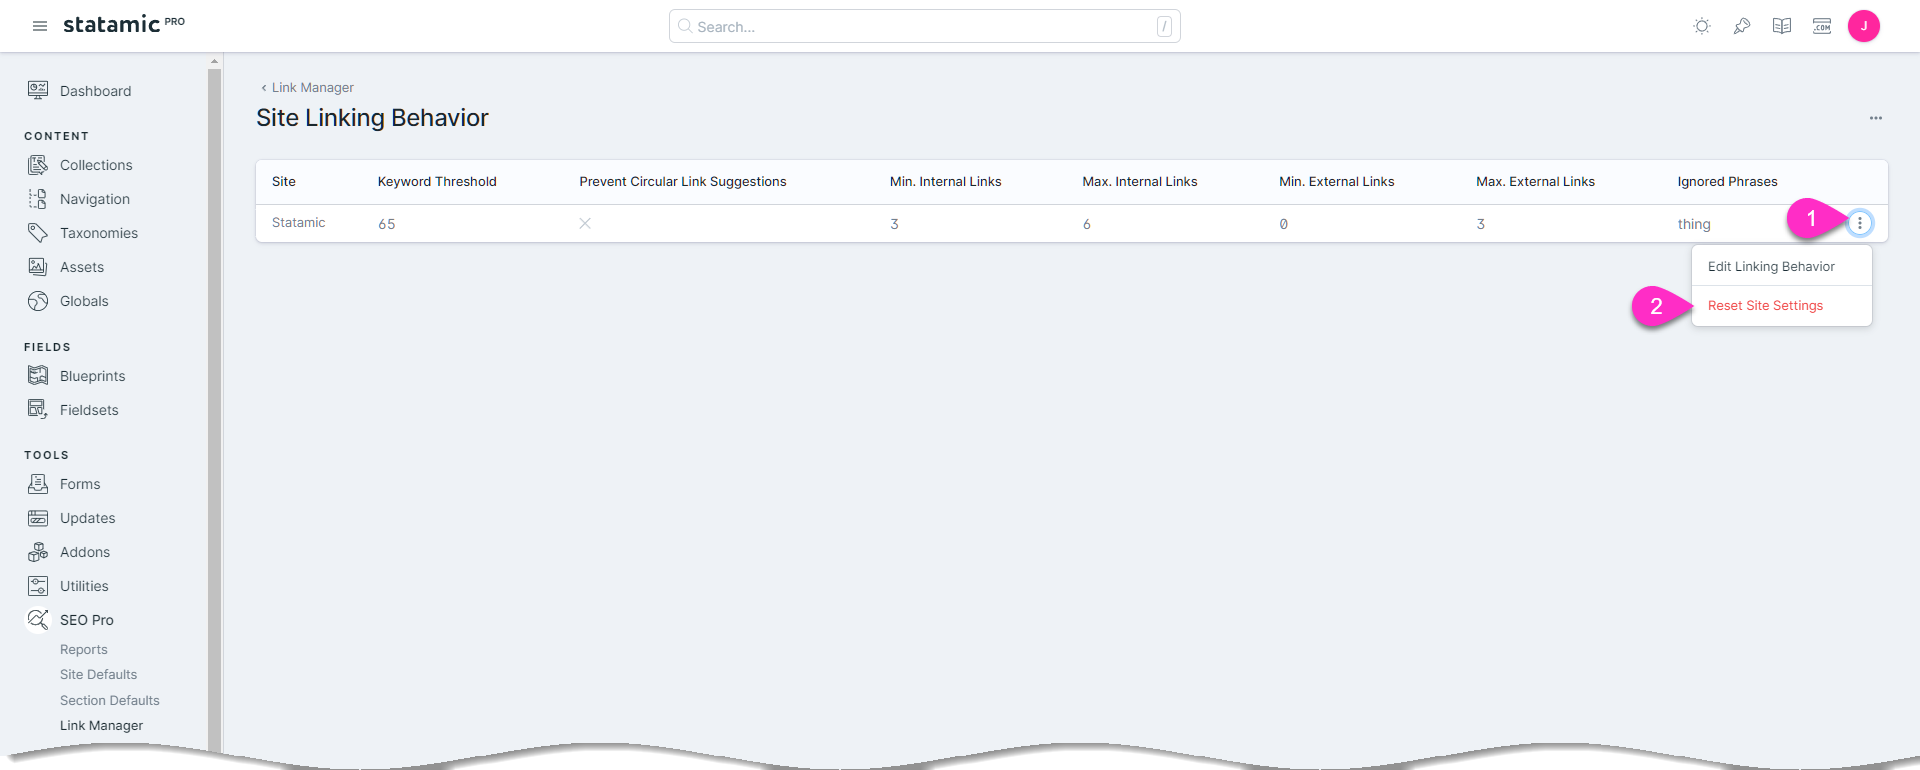 statamic PRO
Search...
/
.COM
J
Dashboard
CONTENT
Collections
Navigation
Taxonomies
Assets
Globals
FIELDS
Blueprints
Fieldsets
TOOLS
Forms
Updates
Addons
Utilities
SEO Pro
Reports
Site Defaults
Section Defaults
Link Manager
‹ Link Manager
Site Linking Behavior
Site Keyword Threshold Prevent Circular Link Suggestions Min. Internal Links Max. Internal Links Min. External Links Max. External Links Ignored Phrases
Statamic 65 3 6 0 3 thing
1
Edit Linking Behavior
2 Reset Site Settings